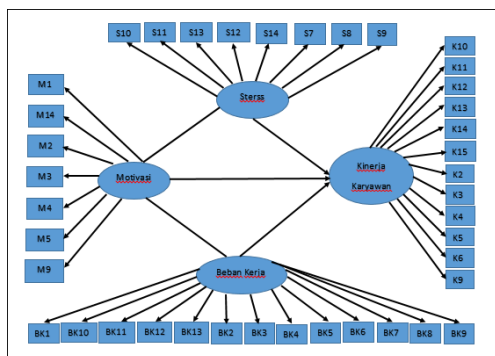 S10
S11
S13
S12
S14
S7
S8
S9
Sterss
M1
M14
M2
M3
M4
M5
M9
Motivasi
Kinerja
Karyawan
K10
K11
K12
K13
K14
K15
K2
K3
K4
K5
K6
K9
Beban Kerja
BK1
BK10
BK11
BK12
BK13
BK2
BK3
BK4
BK5
BK6
BK7
BK8
BK9